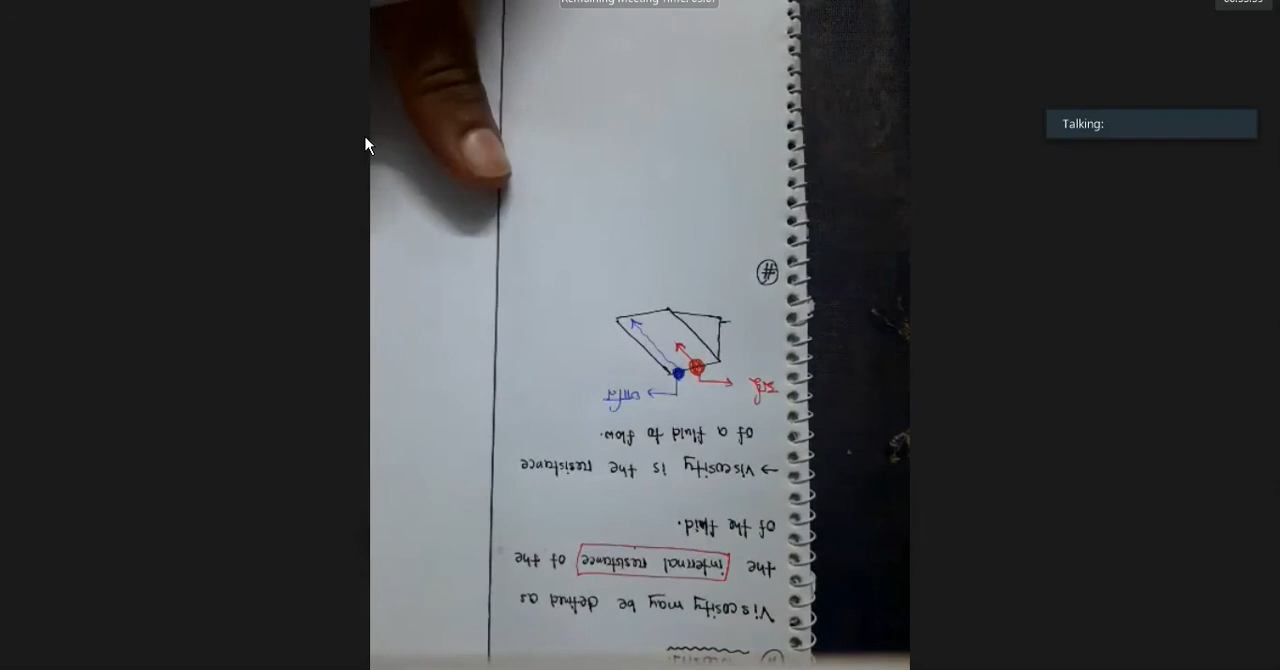 Viscosity may be defined as
the internal resistance of the
of the fluid.
→ viscosity is the resistance
of a fluid to flow.
#
Talking: